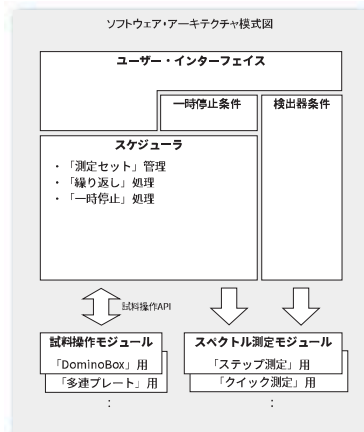 ソフトウェア・アーキテクチャ模式図
ユーザー・インターフェイス
一時停止条件
検出器条件
スケジューラ
・「測定セット」管理
・「繰り返し」処理
・「一時停止」処理
試料操作API
試料操作モジュール
「DominoBox」用
「多連プレート」用
:
スペクトル測定モジュール
「ステップ測定」用
「クイック測定」用
: